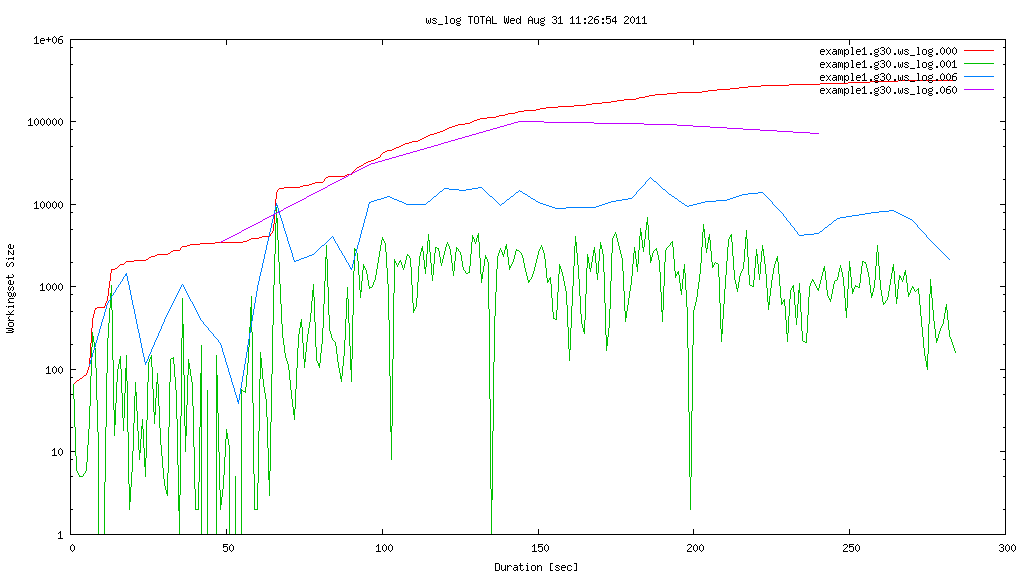 ws_log TOTAL Wed Aug 31 11:26:54 2011
1e+06
100000
10000
1000
100
10
1
Workingset Size
example1.g30.ws_log.000
example1.g30.ws_log.001
example1.g30.ws_log.006
example1.g30.ws_log.060
0 50 100 150 200 250 300
Duration [sec]